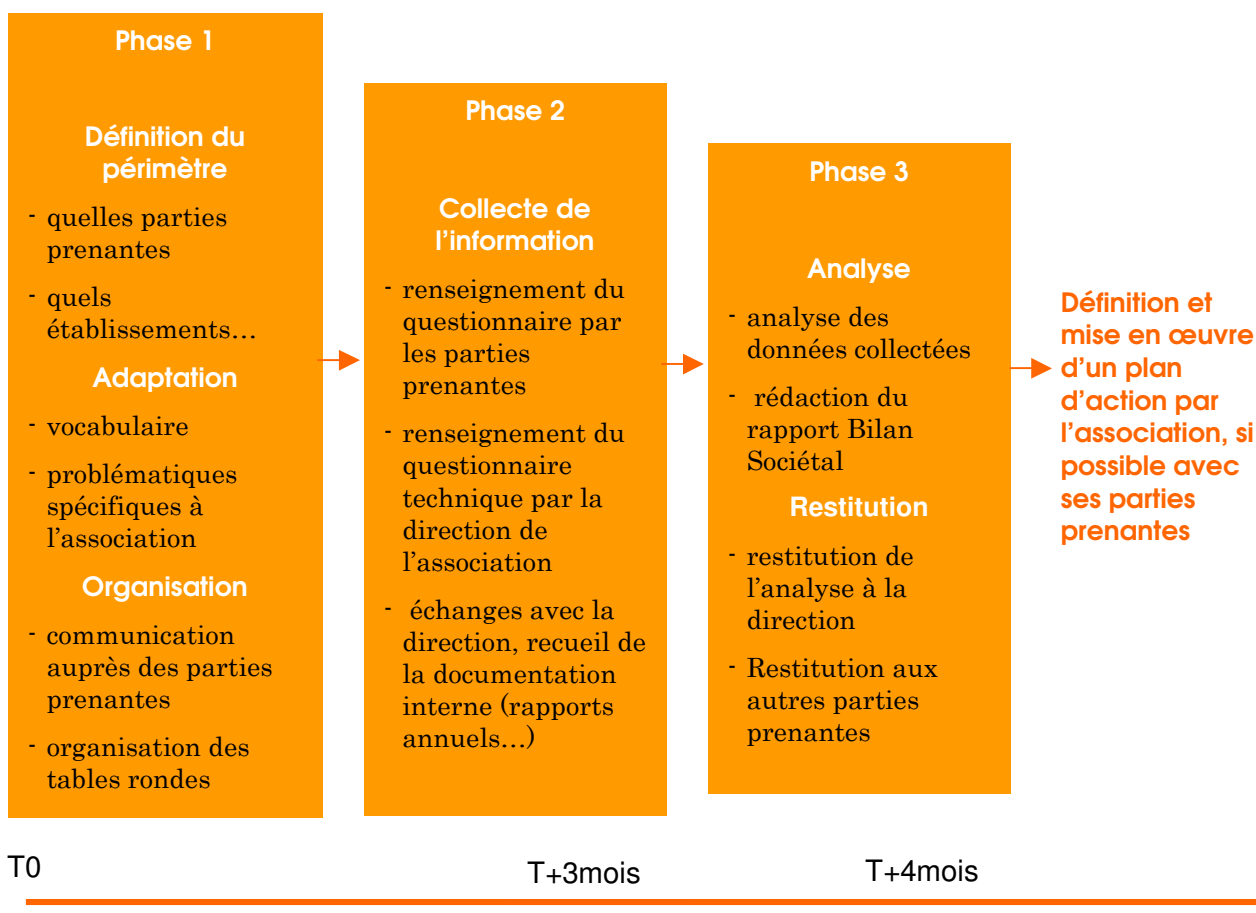 Phase 1
Définition du
périmètre
- quelles parties
prenantes
- quels
établissements…
Adaptation
- vocabulaire
- problématiques
spécifiques à
l’association
Organisation
- communication
auprès des parties
prenantes
- organisation des
tables rondes
Phase 2
Collecte de
l’information
- renseignement du
questionnaire par
les parties
prenantes
- renseignement du
questionnaire
technique par la
direction de
l’association
- échanges avec la
direction, recueil de
la documentation
interne (rapports
annuels…)
Phase 3
Analyse
- analyse des
données collectées
- rédaction du
rapport Bilan
Sociétal
Restitution
- restitution de
l’analyse à la
direction
- Restitution aux
autres parties
prenantes
Définition et
mise en œuvre
d’un plan
d’action par
l’association, si
possible avec
ses parties
prenantes
T0
T+3mois
T+4mois